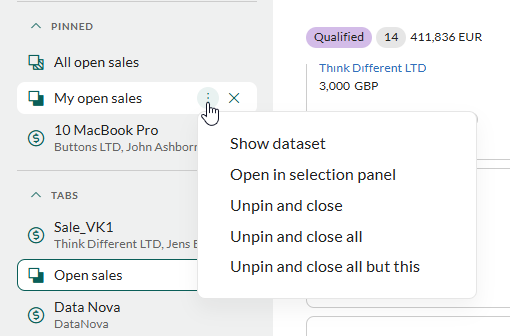 PINNED
All open sales
My open sales
10 MacBook Pro
Buttons LTD, John Ashborn
TABS
Sale_VK1
Think Different LTD, Jens
Open sales
Data Nova
DataNova
Qualified 14 411,836 EUR
Think Different LTD
3,000 GBP
Show dataset
Open in selection panel
Unpin and close
Unpin and close all
Unpin and close all but this